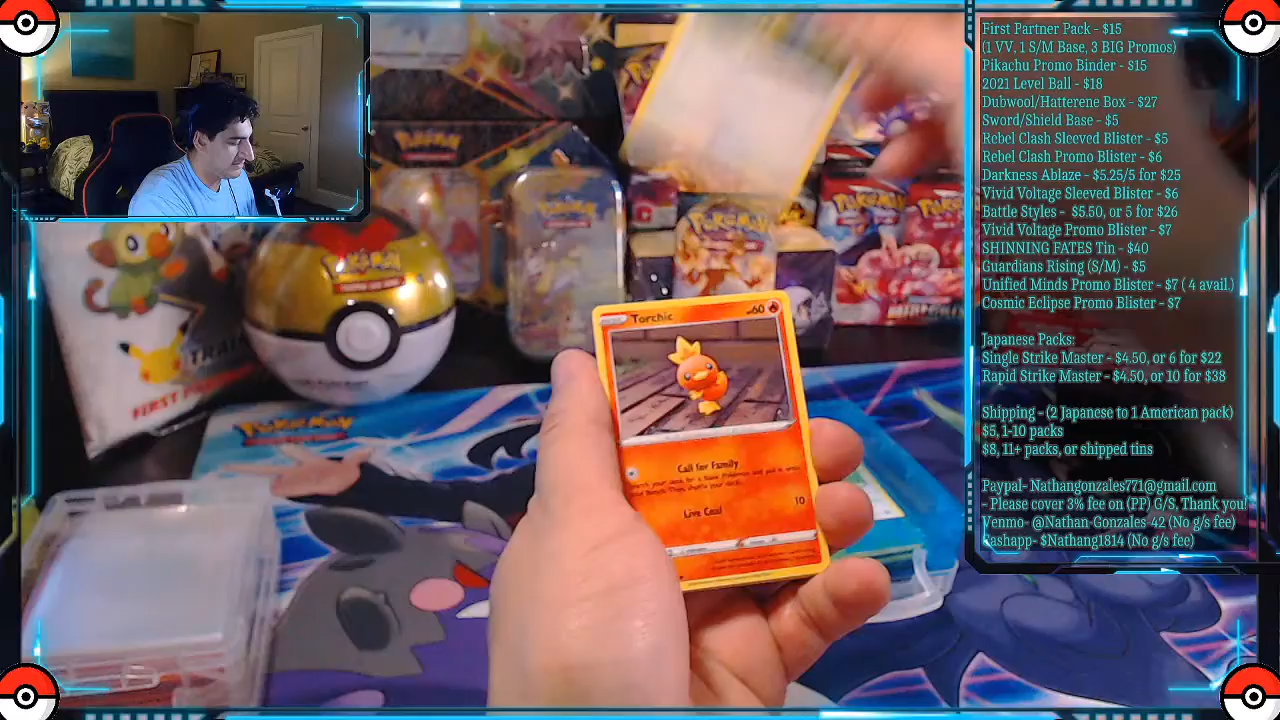 First Partner Pack - $15
(1 VV, 1 S/M Base, 3 BIG Promos)
Pikachu Promo Binder - $15
2021 Level Ball - $18
Dubwool/Hatterene Box - $27
Sword/Shield Base - $5
Rebel Clash Sleeved Blister - $5
Rebel Clash Promo Blister - $6
Darkness Ablaze - $5.25/5 for $25
Vivid Voltage Sleeved Blister - $6
Battle Styles - $5.50, or 5 for $26
Vivid Voltage Promo Blister - $7
SHINNING FATES Tin - $40
Guardians Rising (S/M) - $5
Unified Minds Promo Blister - $7 ( 4 avail.)
Cosmic Eclipse Promo Blister - $7
Japanese Packs:
Single Strike Master - $4.50, or 6 for $22
Rapid Strike Master - $4.50, or 10 for $38
Shipping - (2 Japanese to 1 American pack)
$5, 1-10 packs
$8, 11+ packs, or shipped tins
Paypal- Nathangonzales771@gmail.com
- Please cover 3% fee on (PP) G/S, Thank you!
Venmo- @Nathan-Gonzales-42 (No g/s fee)
Cashapp- $Nathang1814 (No g/s fee)
Torchic 60
Call for Family
Live Coal 10
Pokémon
Pokémon
Pokémon
POKÉMON
FIRST